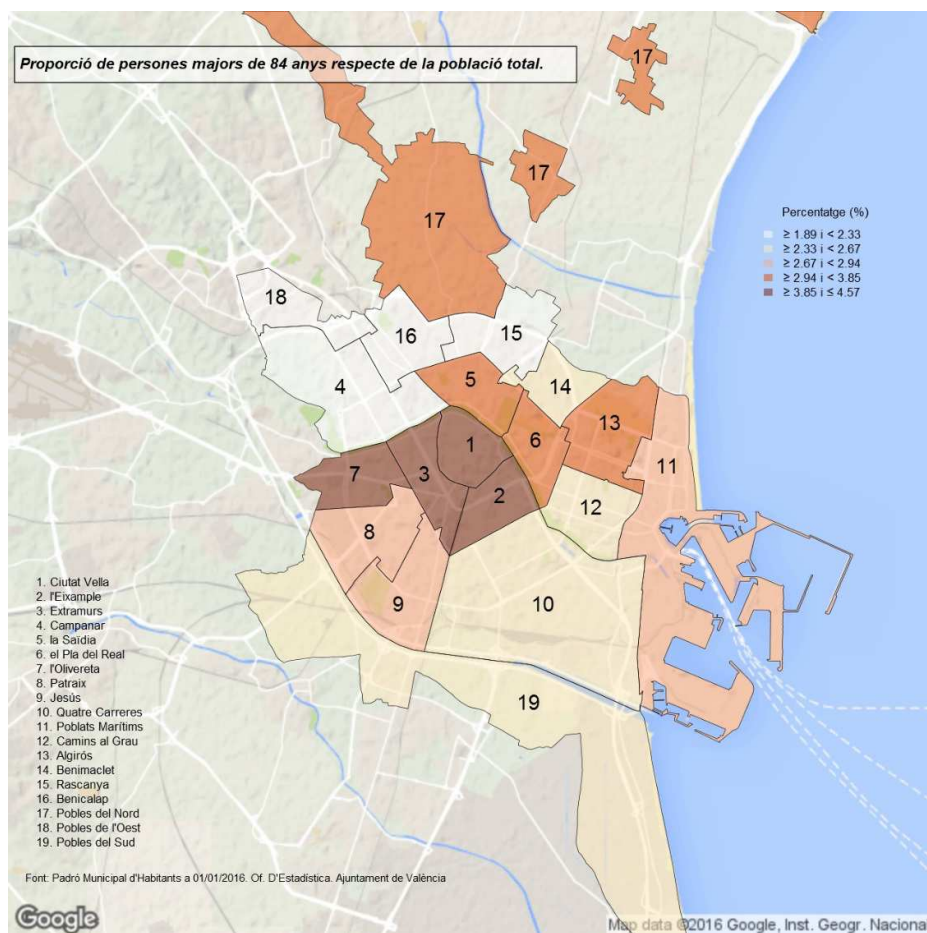 Proporció de persones majors de 84 anys respecte de la població total.
17
17
17
Percentatge (%)
≥ 1.89 i < 2.33
≥ 2.33 i < 2.67
≥ 2.67 i < 2.94
≥ 2.94 i < 3.85
≥ 3.85 i ≤ 4.57
18
16
15
4
5
14
13
6
1
11
7
3
2
12
8
10
9
19
1. Ciutat Vella
2. l'Eixample
3. Extramurs
4. Campanar
5. la Saïdia
6. el Pla del Real
7. l'Olivereta
8. Patraix
9. Jesús
10. Quatre Carreres
11. Poblats Marítims
12. Camins al Grau
13. Algirós
14. Benimaclet
15. Rascanya
16. Benicalap
17. Pobles del Nord
18. Pobles de l'Oest
19. Pobles del Sud
Font: Padró Municipal d'Habitants a 01/01/2016. Of. D'Estadística. Ajuntament de València
Google
Map data ©2016 Google, Inst. Geogr. Nacional